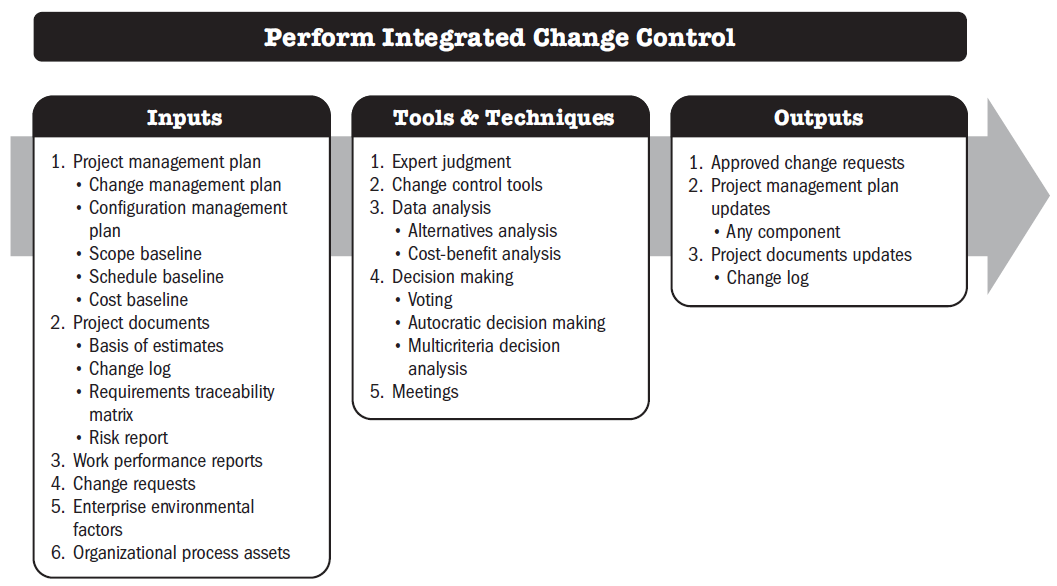 Perform Integrated Change Control
Inputs
1. Project management plan
• Change management plan
• Configuration management
plan
• Scope baseline
• Schedule baseline
• Cost baseline
2. Project documents
• Basis of estimates
• Change log
• Requirements traceability
matrix
• Risk report
3. Work performance reports
4. Change requests
5. Enterprise environmental
factors
6. Organizational process assets
Tools & Techniques
1. Expert judgment
2. Change control tools
3. Data analysis
• Alternatives analysis
• Cost-benefit analysis
4. Decision making
• Voting
• Autocratic decision making
• Multicriteria decision
analysis
5. Meetings
Outputs
1. Approved change requests
2. Project management plan
updates
• Any component
3. Project documents updates
• Change log